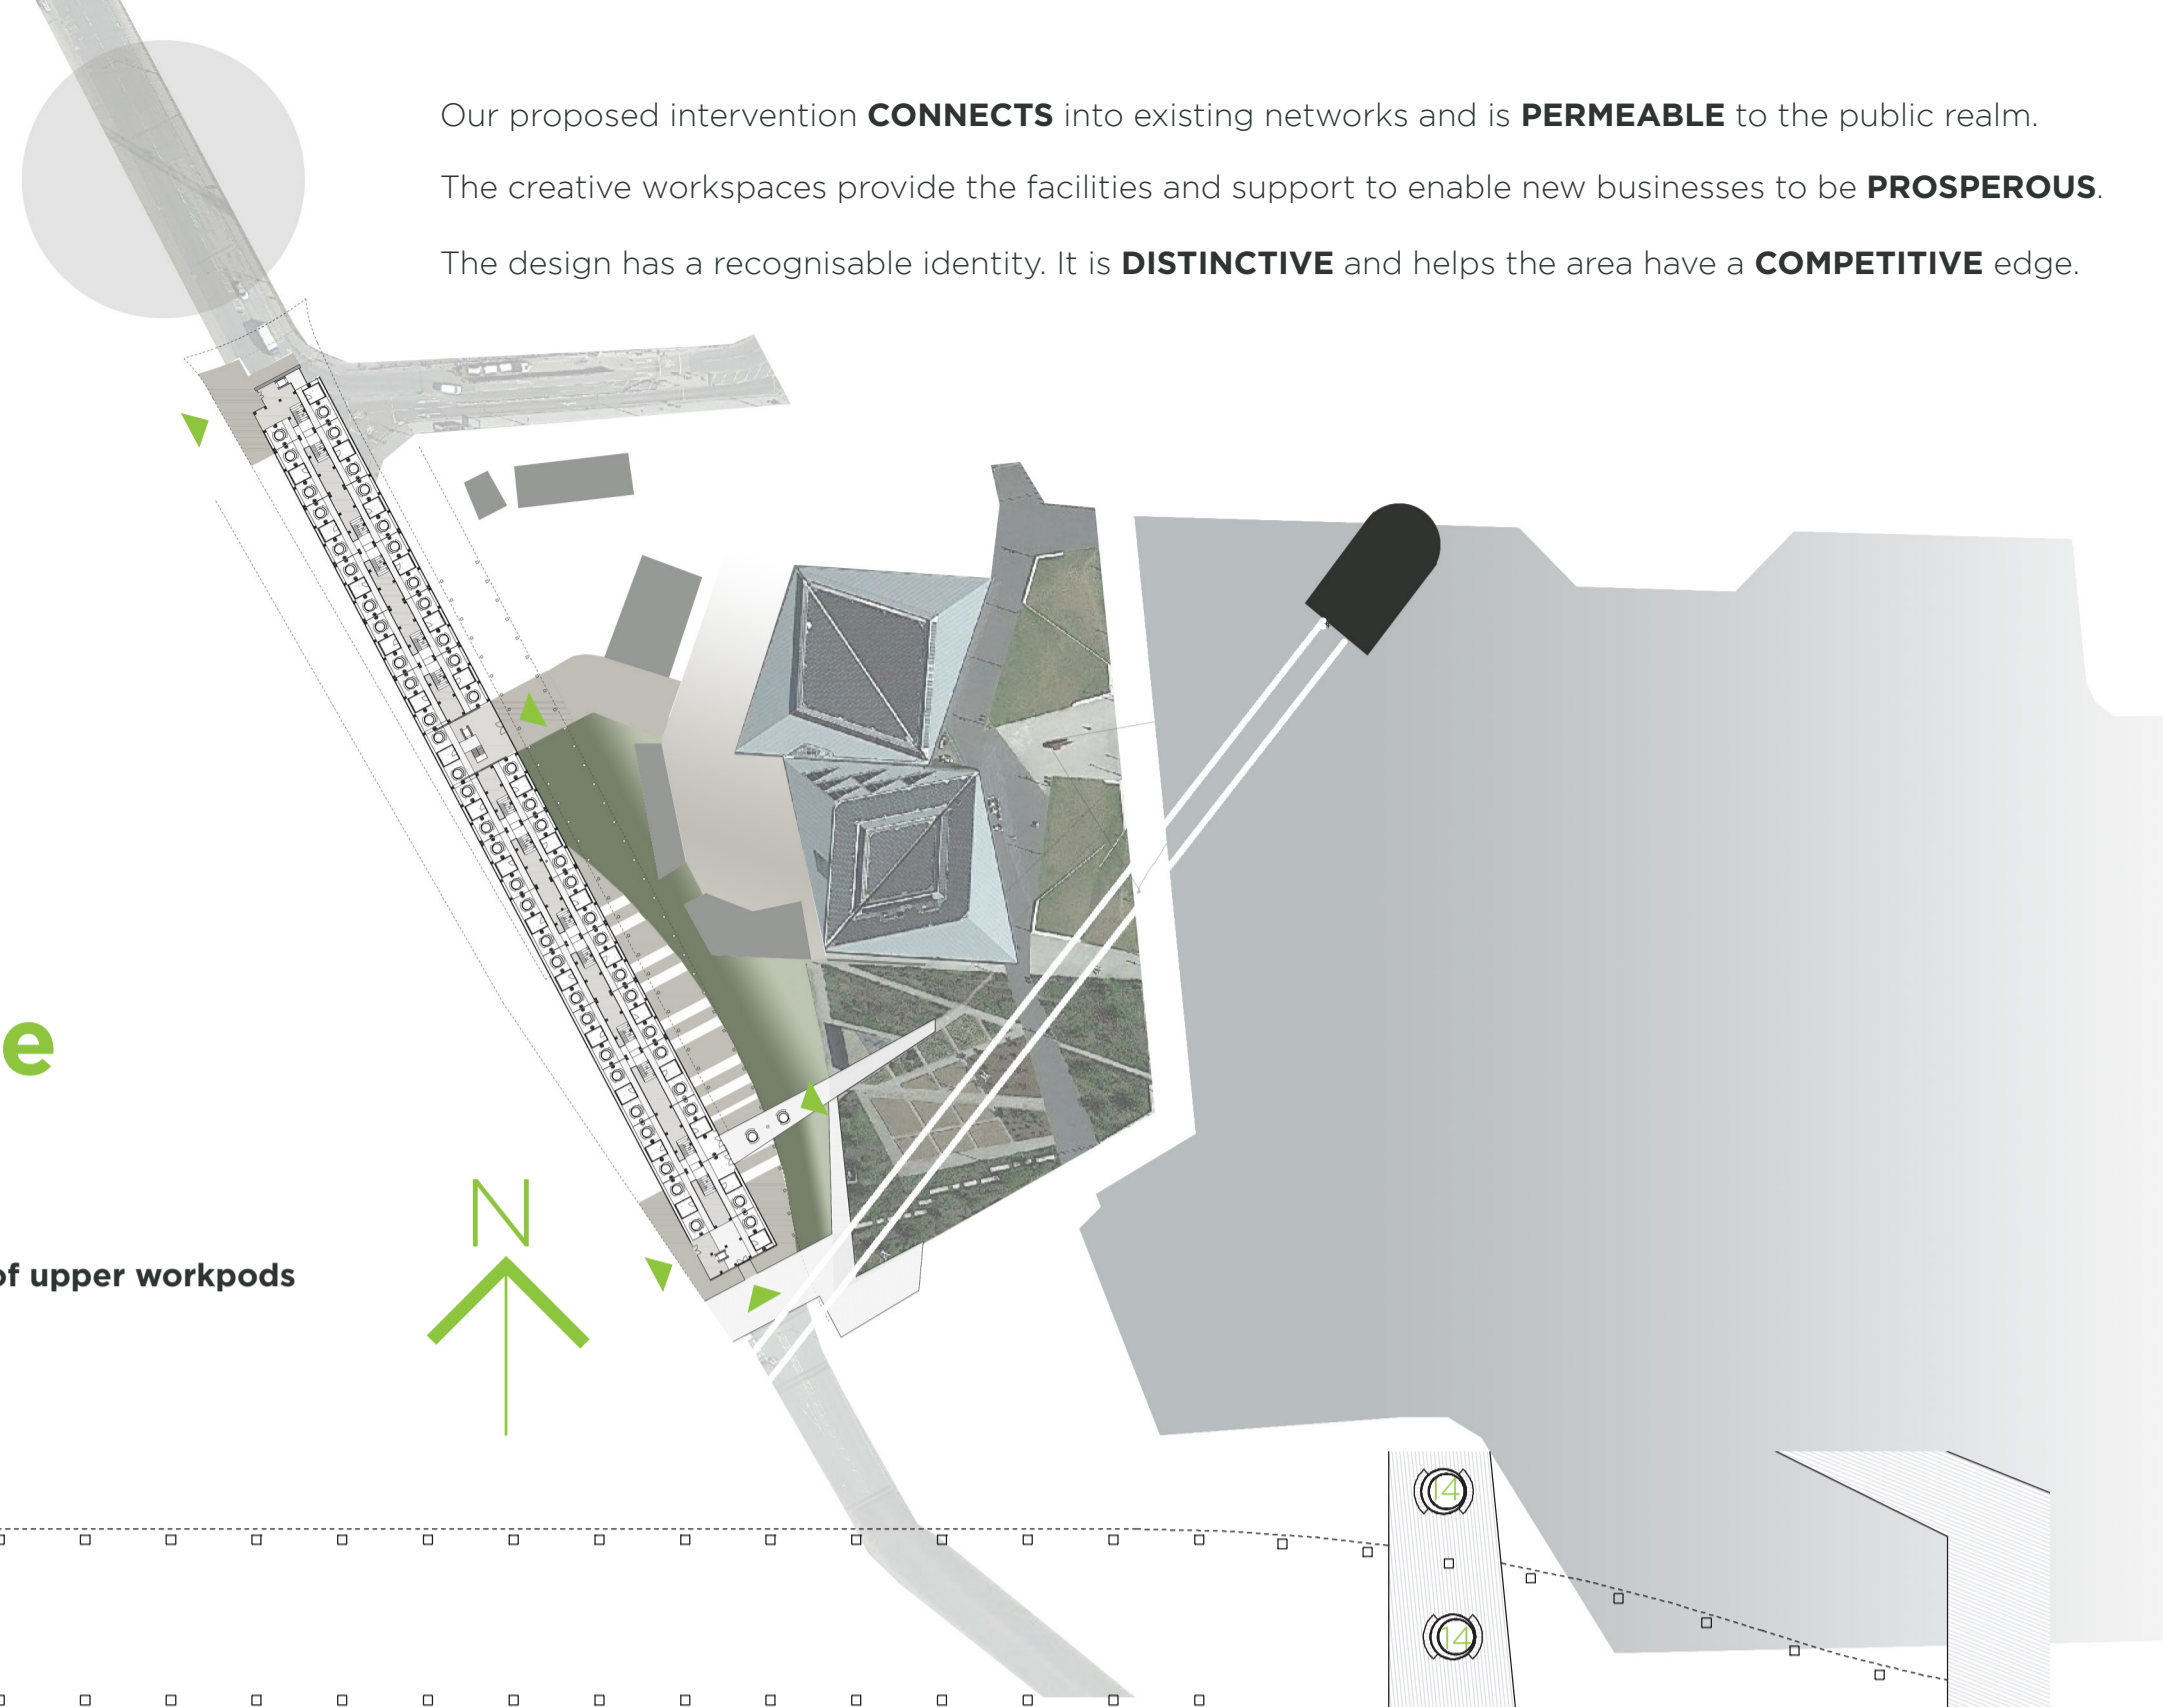 Our proposed intervention CONNECTS into existing networks and is PERMEABLE to the public realm.
The creative workspaces provide the facilities and support to enable new businesses to be PROSPEROUS.
The design has a recognisable identity. It is DISTINCTIVE and helps the area have a COMPETITIVE edge.
e
N
of upper workpods
14
14